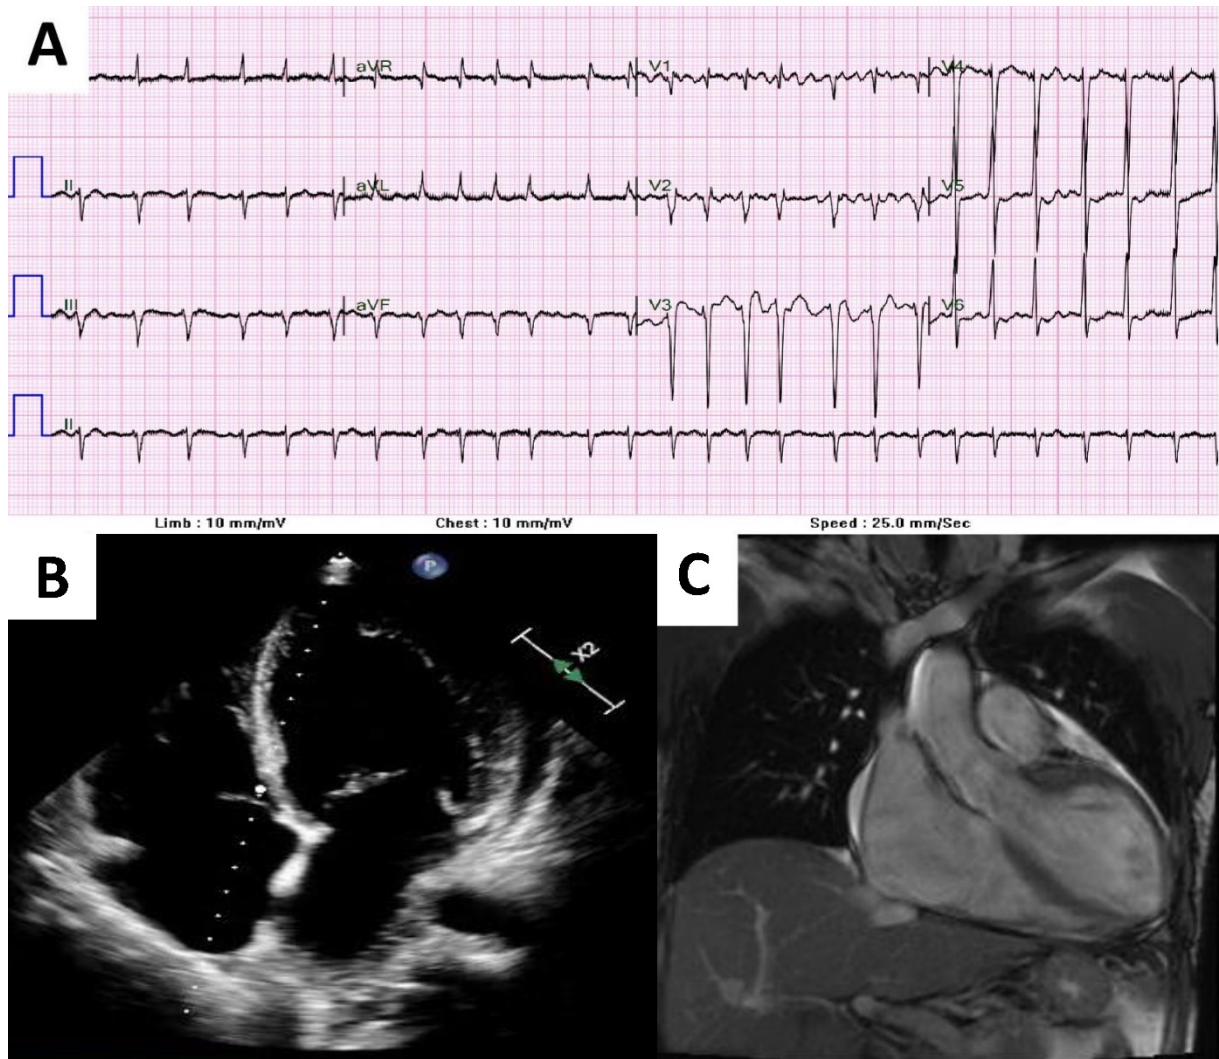 A
aVR
V1
V4
II
aVL
V2
V5
III
aVF
V3
V6
II
Limb : 10 mm/mV
Chest : 10 mm/mV
Speed : 25.0 mm/Sec
B
P
X2
C